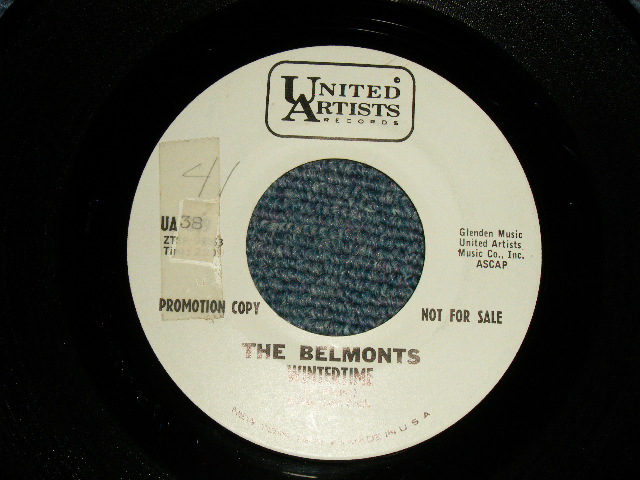 UNITED
ARTISTS
RECORDS
41
UA
38
Glenden Music
United Artists
Music Co., Inc.
ASCAP
PROMOTION COPY
NOT FOR SALE
THE BELMONTS
WINTERTIME
MADE IN U.S.A